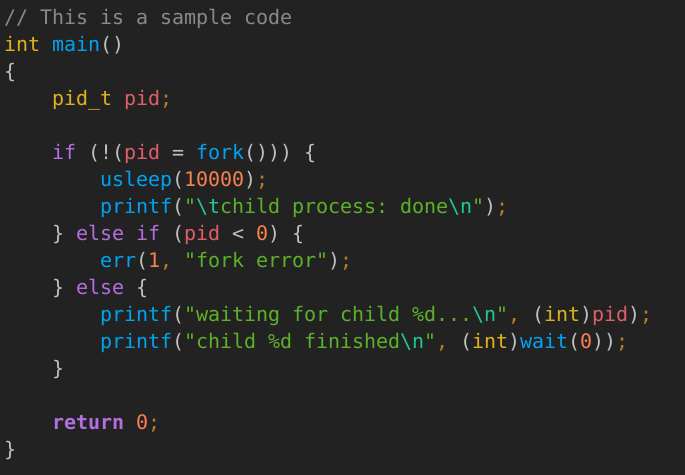 // This is a sample code
int main()
{
    pid_t pid;

    if (!(pid = fork())) {
        usleep(10000);
        printf("\tchild process: done\n");
    } else if (pid < 0) {
        err(1, "fork error");
    } else {
        printf("waiting for child %d...\n", (int)pid);
        printf("child %d finished\n", (int)wait(0));
    }

    return 0;
}